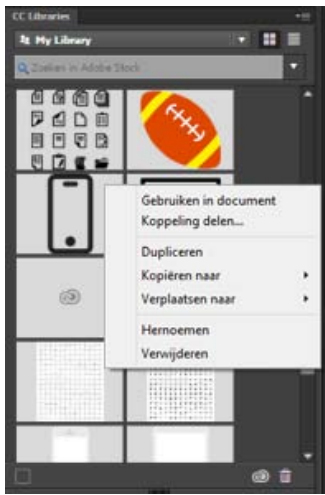 CC Libraries
My Library
Zoeken in Adobe Stock
Gebruiken in document
Koppeling delen...
Dupliceren
Kopiëren naar
Verplaatsen naar
Hernoemen
Verwijderen